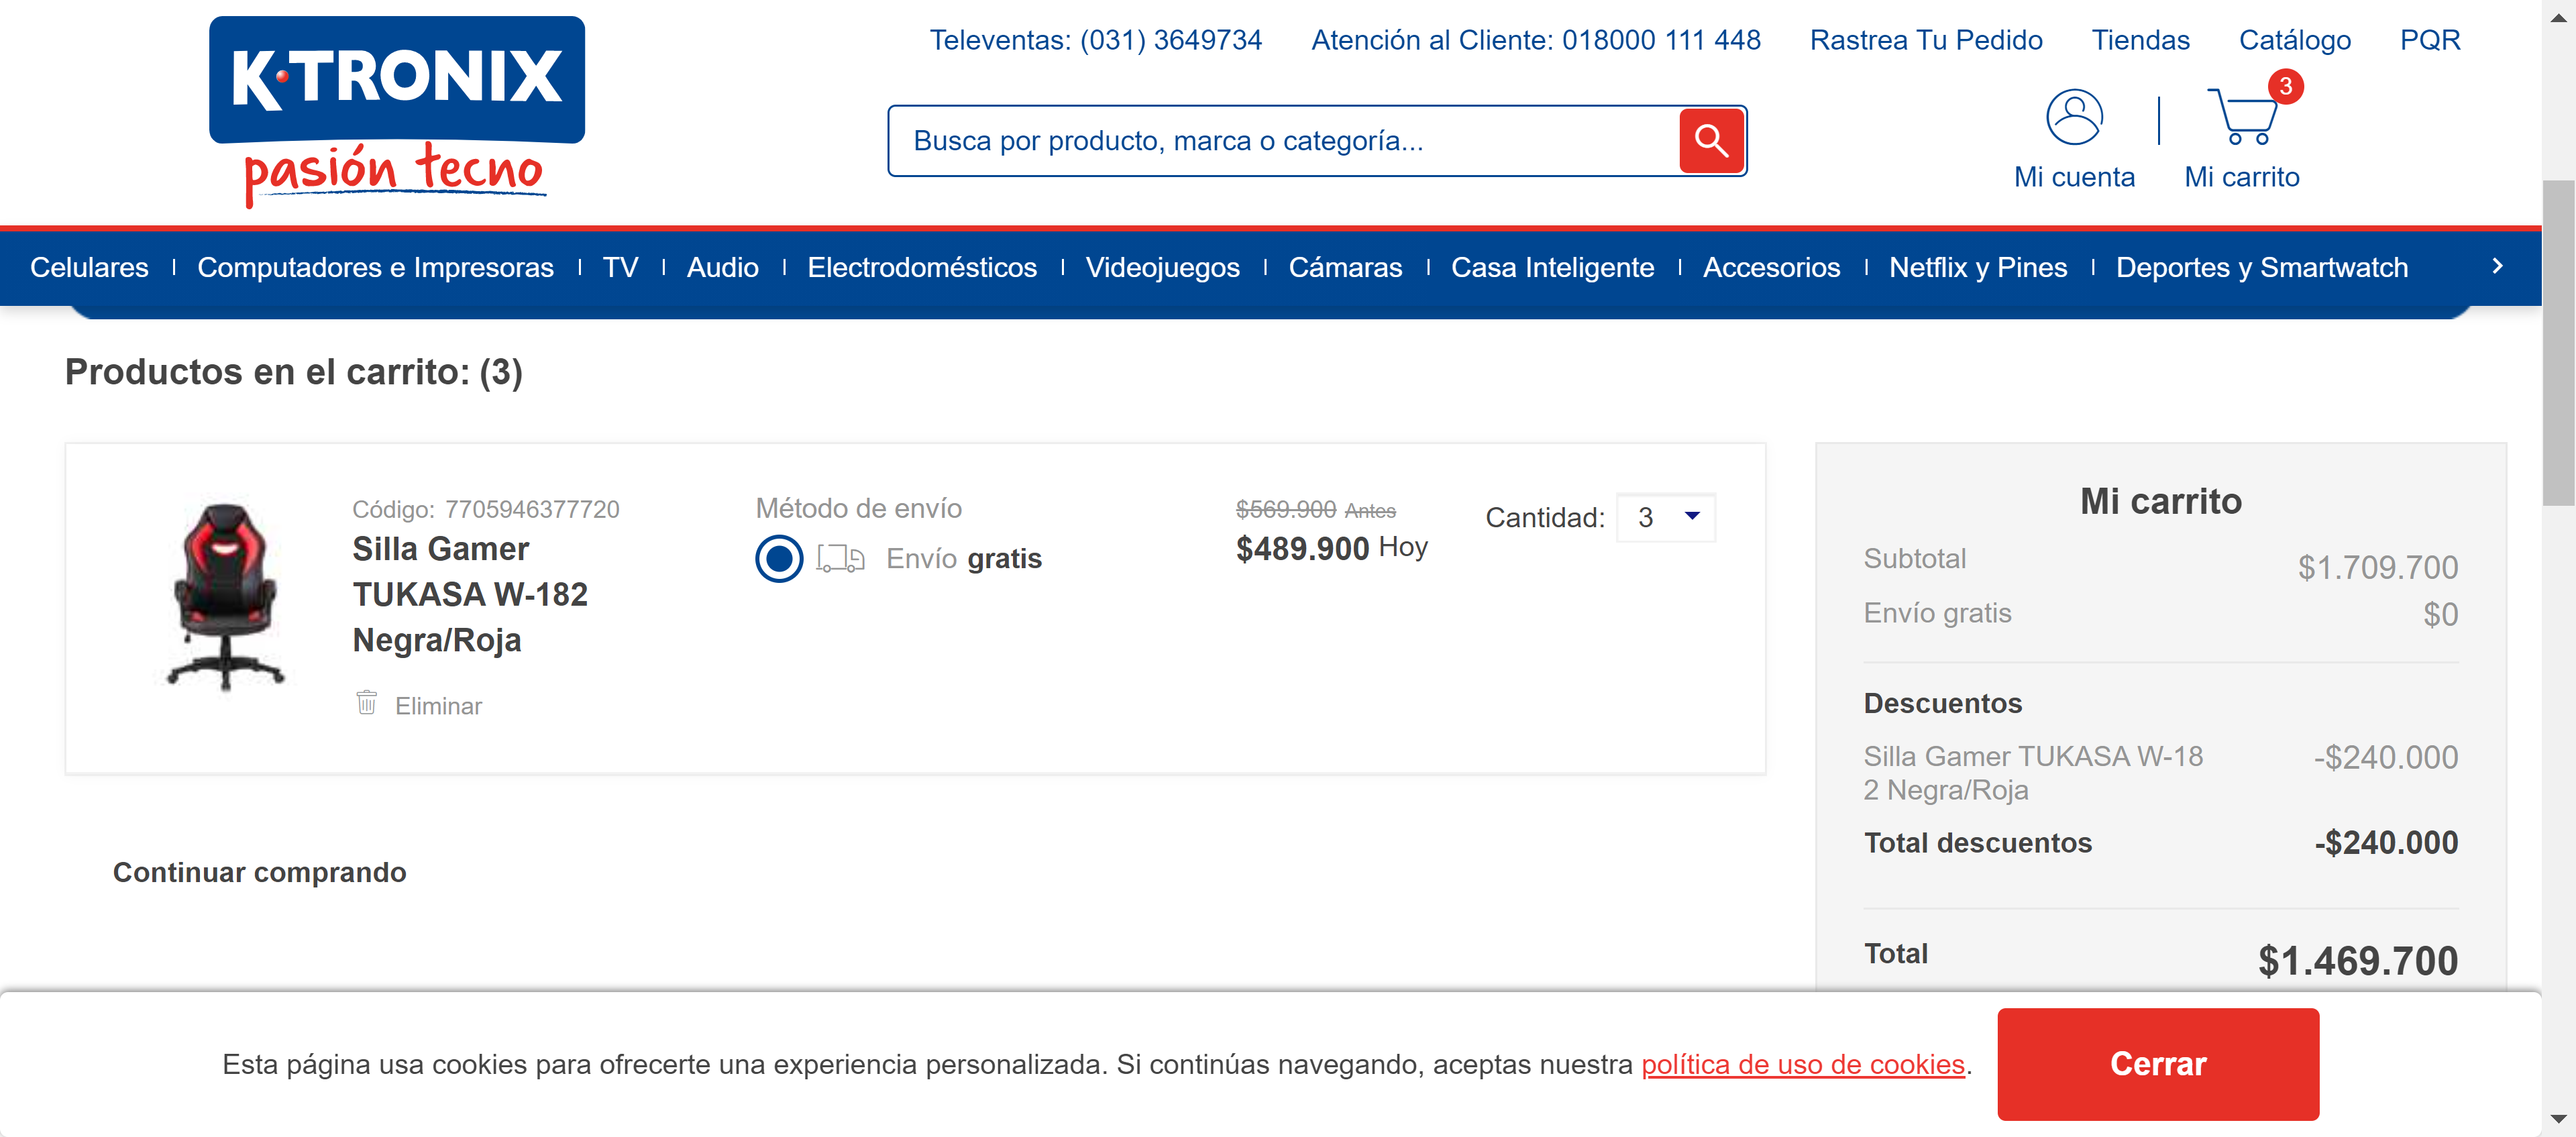 K·TRONIX
pasión tecno
Televentas: (031) 3649734
Atención al Cliente: 018000 111 448
Rastrea Tu Pedido
Tiendas
Catálogo
PQR
Busca por producto, marca o categoría...
Mi cuenta
3
Mi carrito
Celulares
Computadores e Impresoras
TV
Audio
Electrodomésticos
Videojuegos
Cámaras
Casa Inteligente
Accesorios
Netflix y Pines
Deportes y Smartwatch
Productos en el carrito: (3)
Código: 7705946377720
Silla Gamer
TUKASA W-182
Negra/Roja
Eliminar
Método de envío
Envío gratis
$569.900 Antes
$489.900 Hoy
Cantidad: 3
Continuar comprando
Mi carrito
Subtotal $1.709.700
Envío gratis $0
Descuentos
Silla Gamer TUKASA W-18 -$240.000
2 Negra/Roja
Total descuentos -$240.000
Total $1.469.700
Esta página usa cookies para ofrecerte una experiencia personalizada. Si continúas navegando, aceptas nuestra política de uso de cookies.
Cerrar